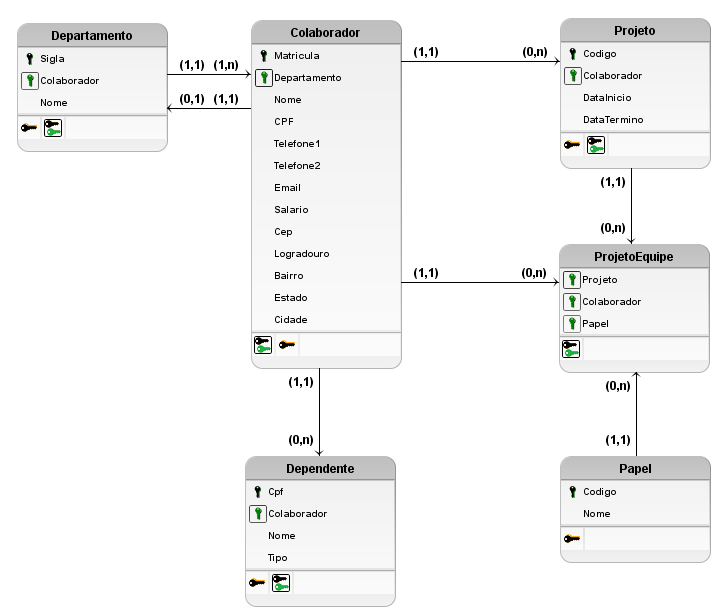 Departamento
Sigla
Colaborador
Nome
(1,1) (1,n)
(0,1) (1,1)
Colaborador
Matricula
Departamento
Nome
CPF
Telefone1
Telefone2
Email
Salario
Cep
Logradouro
Bairro
Estado
Cidade
(1,1) (0,n)
Projeto
Codigo
Colaborador
DataInicio
DataTermino
(1,1)
(0,n)
(1,1) (0,n)
ProjetoEquipe
Projeto
Colaborador
Papel
(0,n)
(1,1)
(1,1)
(0,n)
Dependente
Cpf
Colaborador
Nome
Tipo
Papel
Codigo
Nome